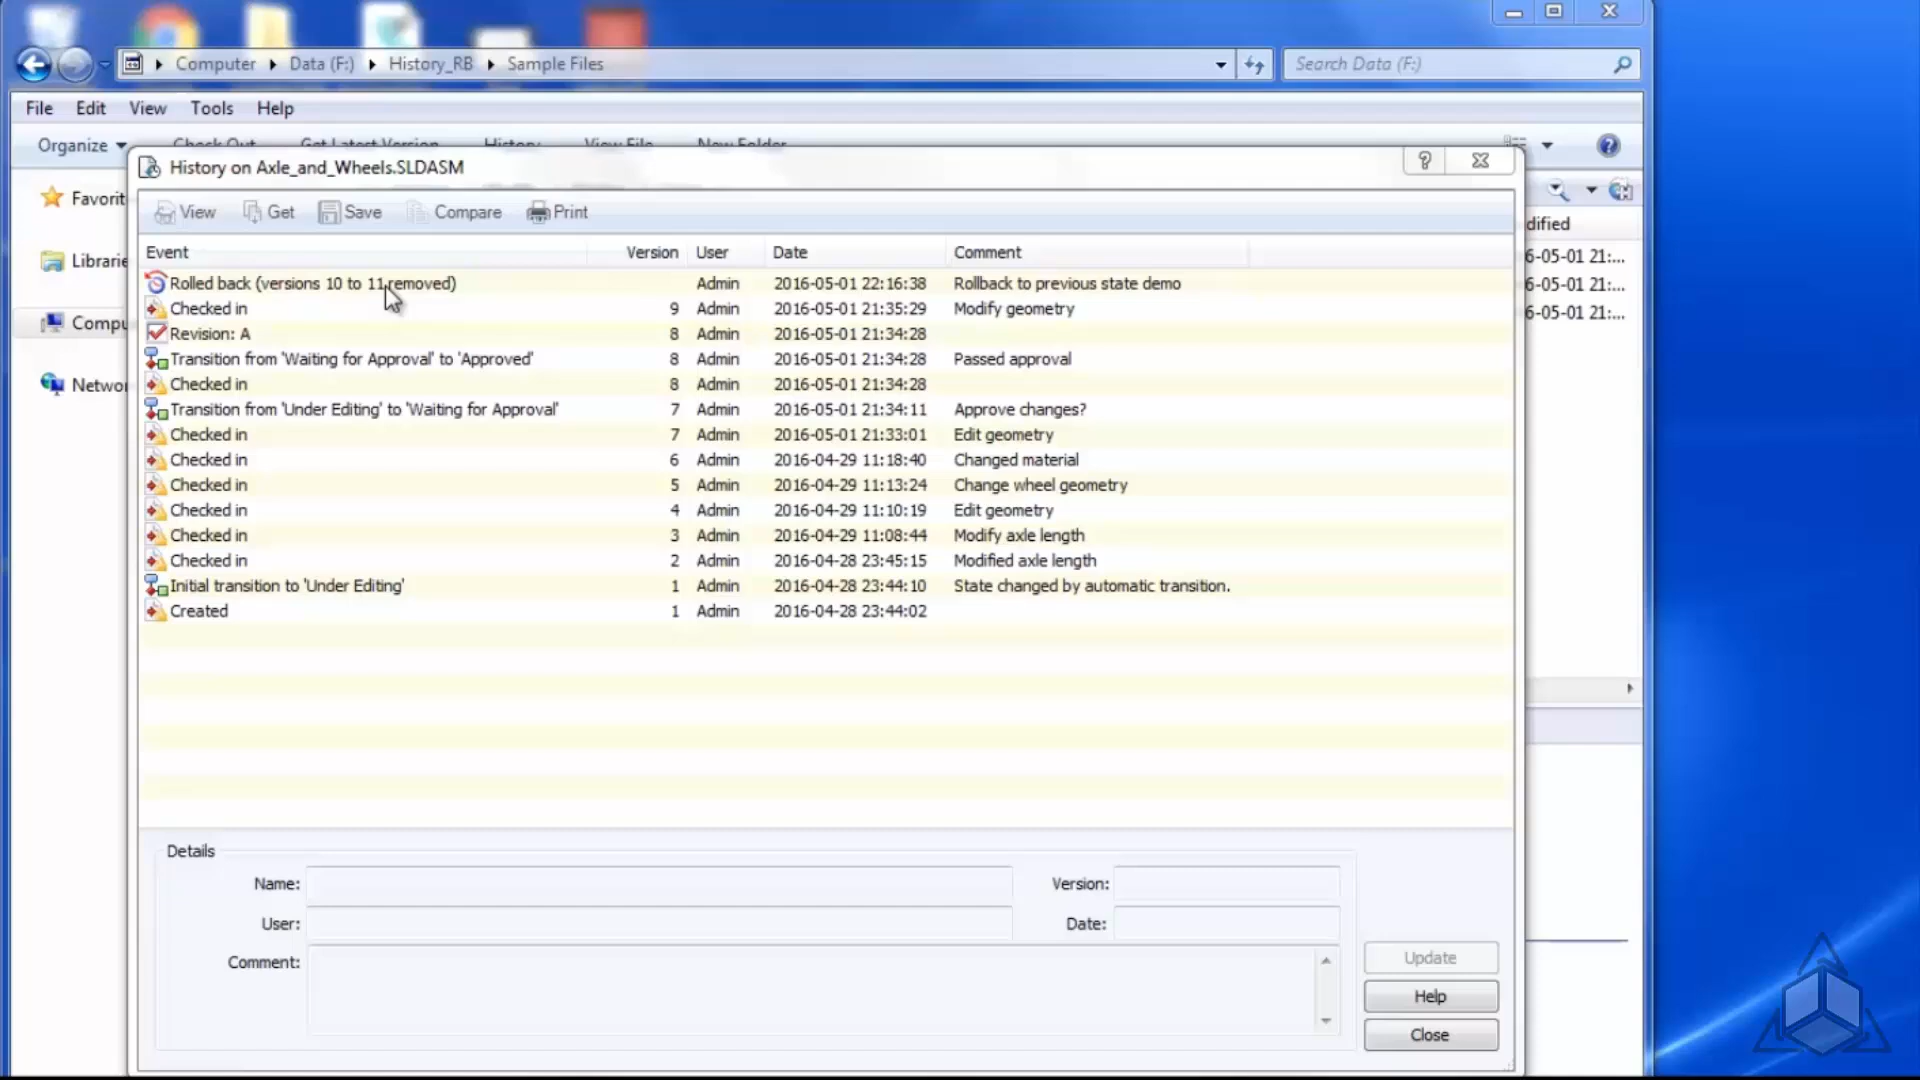 Computer Data (F:) History_RB Sample Files
Search Data (F:)
File Edit View Tools Help
Organize Check Out Get Latest Version History View File New Folder
History on Axle_and_Wheels.SLDASM
Favorit
Librarie
Compu
Networ
View Get Save Compare Print
dified
6-05-01 21:...
6-05-01 21:...
6-05-01 21:...
Event Version User Date Comment
Rolled back (versions 10 to 11 removed) Admin 2016-05-01 22:16:38 Rollback to previous state demo
Checked in 9 Admin 2016-05-01 21:35:29 Modify geometry
Revision: A 8 Admin 2016-05-01 21:34:28
Transition from 'Waiting for Approval' to 'Approved' 8 Admin 2016-05-01 21:34:28 Passed approval
Checked in 8 Admin 2016-05-01 21:34:28
Transition from 'Under Editing' to 'Waiting for Approval' 7 Admin 2016-05-01 21:34:11 Approve changes?
Checked in 7 Admin 2016-05-01 21:33:01 Edit geometry
Checked in 6 Admin 2016-04-29 11:18:40 Changed material
Checked in 5 Admin 2016-04-29 11:13:24 Change wheel geometry
Checked in 4 Admin 2016-04-29 11:10:19 Edit geometry
Checked in 3 Admin 2016-04-29 11:08:44 Modify axle length
Checked in 2 Admin 2016-04-28 23:45:15 Modified axle length
Initial transition to 'Under Editing' 1 Admin 2016-04-28 23:44:10 State changed by automatic transition.
Created 1 Admin 2016-04-28 23:44:02
Details
Name: Version:
User: Date:
Comment:
Update
Help
Close